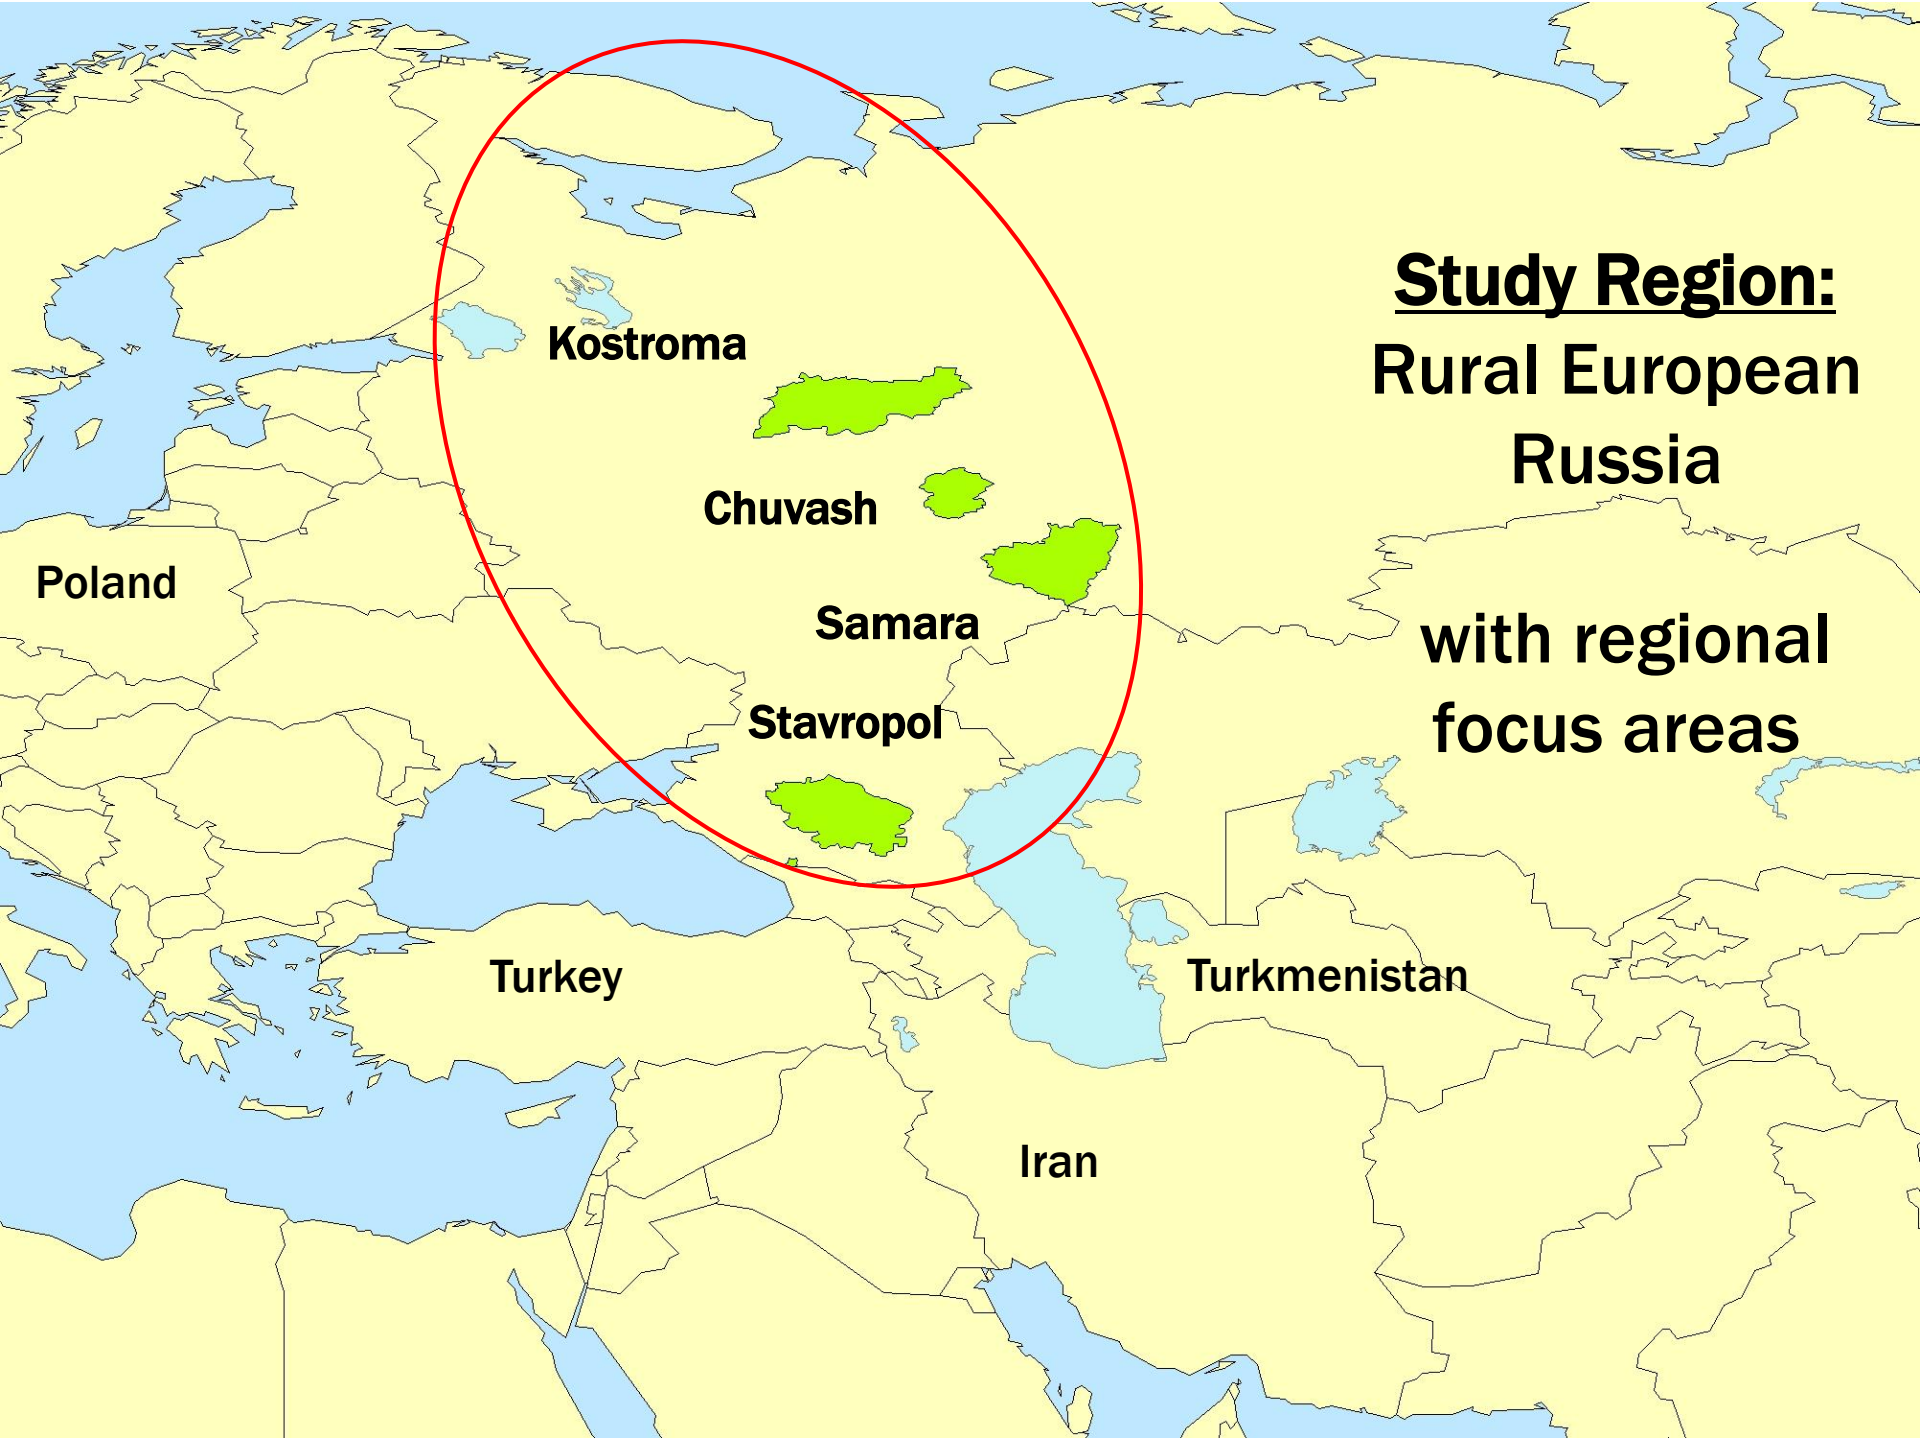 Study Region:
Rural European
Russia
with regional
focus areas
Kostroma
Chuvash
Samara
Stavropol
Poland
Turkey
Turkmenistan
Iran